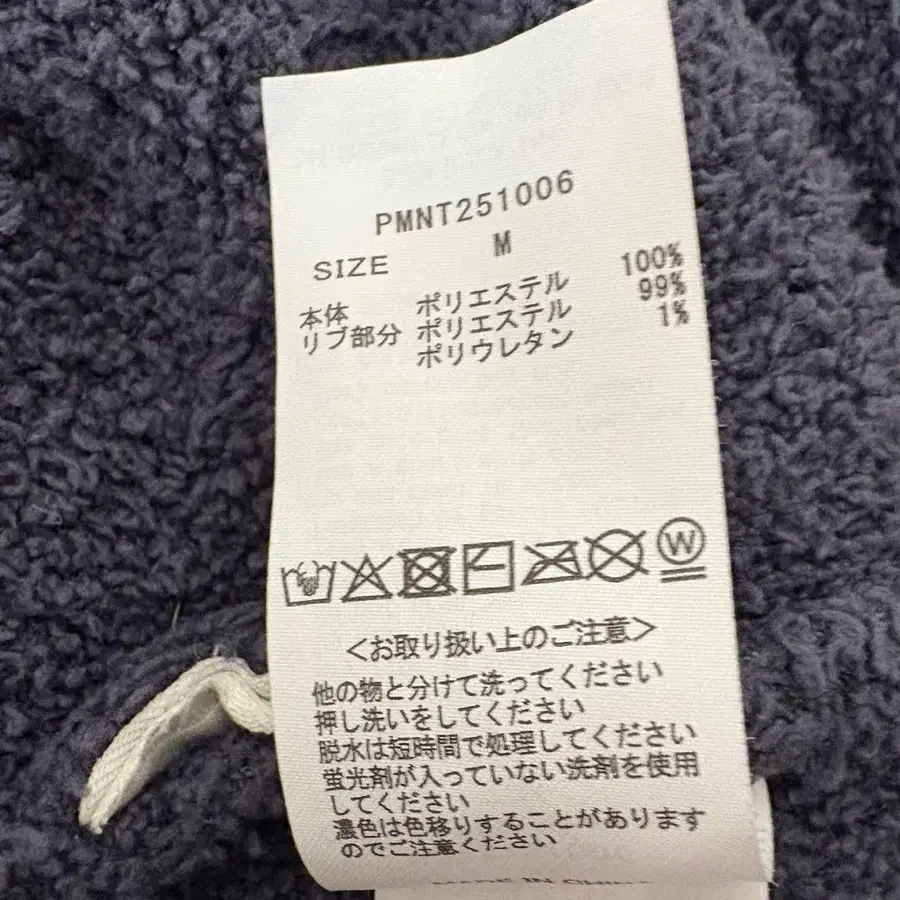 PMNT251006
SIZE M
本体 ポリエステル 100%
リブ部分 ポリエステル 99%
ポリウレタン 1%
W
<お取り扱い上のご注意>
他の物と分けて洗ってください
押し洗いをしてください
脱水は短時間で処理してください
蛍光剤が入っていない洗剤を使用
してください
濃色は色移りすることがあります
のでご注意ください
MADE IN CHINA